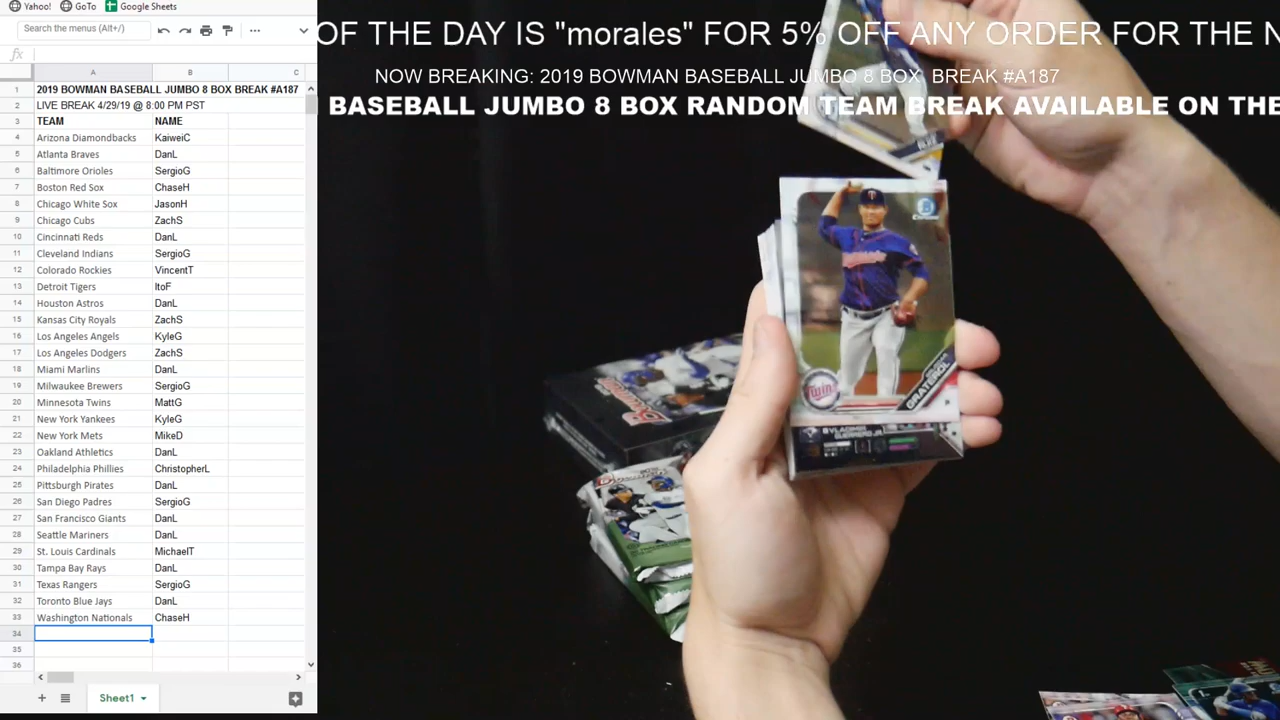 Yahoo! GoTo Google Sheets
Search the menus (Alt+/)
fx
A B C
1 2019 BOWMAN BASEBALL JUMBO 8 BOX BREAK #A187
2 LIVE BREAK 4/29/19 @ 8:00 PM PST
3 TEAM NAME
4 Arizona Diamondbacks KaiweiC
5 Atlanta Braves DanL
6 Baltimore Orioles SergioG
7 Boston Red Sox ChaseH
8 Chicago White Sox JasonH
9 Chicago Cubs ZachS
10 Cincinnati Reds DanL
11 Cleveland Indians SergioG
12 Colorado Rockies VincentT
13 Detroit Tigers ItoF
14 Houston Astros DanL
15 Kansas City Royals ZachS
16 Los Angeles Angels KyleG
17 Los Angeles Dodgers ZachS
18 Miami Marlins DanL
19 Milwaukee Brewers SergioG
20 Minnesota Twins MattG
21 New York Yankees KyleG
22 New York Mets MikeD
23 Oakland Athletics DanL
24 Philadelphia Phillies ChristopherL
25 Pittsburgh Pirates DanL
26 San Diego Padres SergioG
27 San Francisco Giants DanL
28 Seattle Mariners DanL
29 St. Louis Cardinals MichaelT
30 Tampa Bay Rays DanL
31 Texas Rangers SergioG
32 Toronto Blue Jays DanL
33 Washington Nationals ChaseH
34
35
36
Sheet1
OF THE DAY IS "morales" FOR 5% OFF ANY ORDER FOR THE N
NOW BREAKING: 2019 BOWMAN BASEBALL JUMBO 8 BOX BREAK #A187
BASEBALL JUMBO 8 BOX RANDOM TEAM BREAK AVAILABLE ON THE
Chrome
GRATEROL
VLADIMIR
GUERRERO JR.
Bowman
Bowman